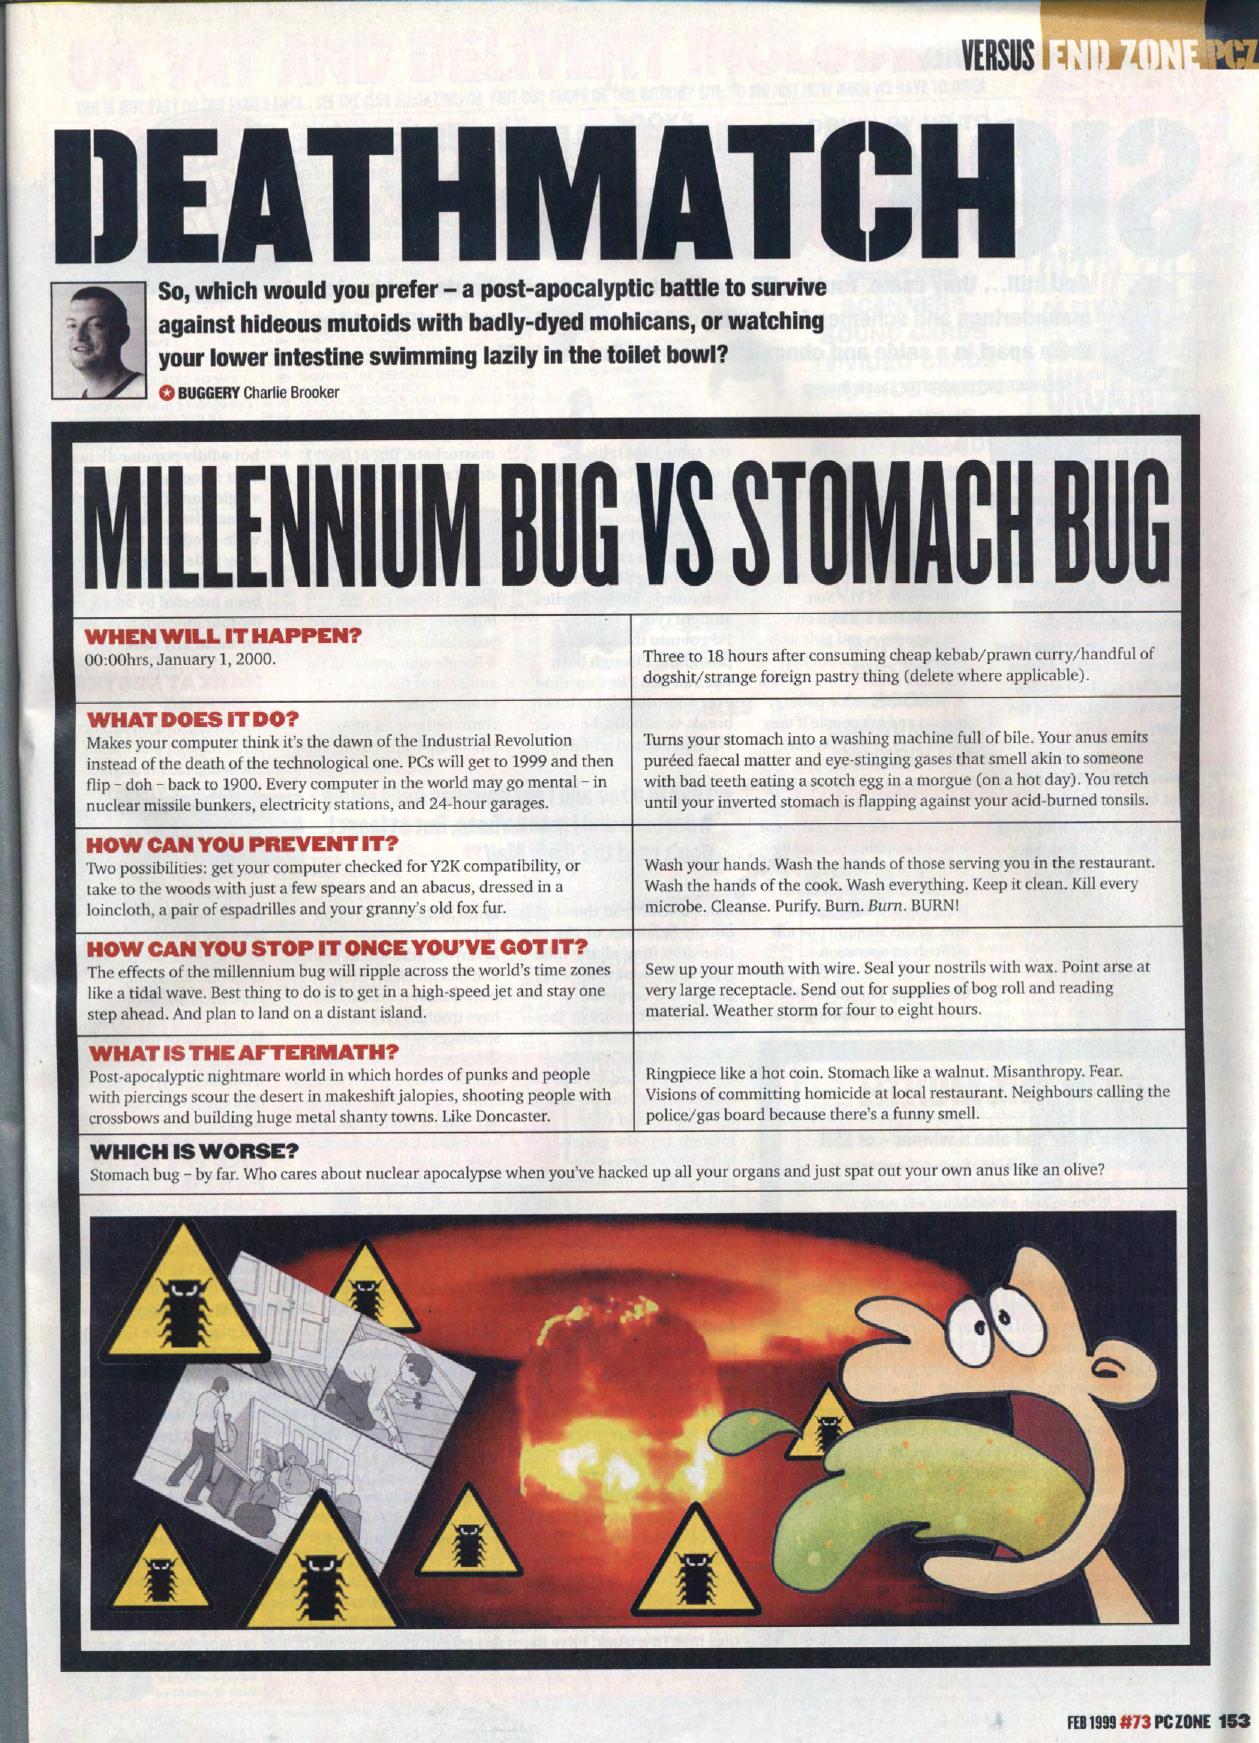 VERSUS END ZONE PCZ
DEATHMATCH
So, which would you prefer – a post-apocalyptic battle to survive
against hideous mutoids with badly-dyed mohicans, or watching
your lower intestine swimming lazily in the toilet bowl?
BUGGERY Charlie Brooker
MILLENNIUM BUG VS STOMACH BUG
WHEN WILL IT HAPPEN?
00:00hrs, January 1, 2000.
Three to 18 hours after consuming cheap kebab/prawn curry/handful of
dogshit/strange foreign pastry thing (delete where applicable).
WHAT DOES IT DO?
Makes your computer think it's the dawn of the Industrial Revolution
instead of the death of the technological one. PCs will get to 1999 and then
flip – doh – back to 1900. Every computer in the world may go mental – in
nuclear missile bunkers, electricity stations, and 24-hour garages.
Turns your stomach into a washing machine full of bile. Your anus emits
puréed faecal matter and eye-stinging gases that smell akin to someone
with bad teeth eating a scotch egg in a morgue (on a hot day). You retch
until your inverted stomach is flapping against your acid-burned tonsils.
HOW CAN YOU PREVENT IT?
Two possibilities: get your computer checked for Y2K compatibility, or
take to the woods with just a few spears and an abacus, dressed in a
loincloth, a pair of espadrilles and your granny's old fox fur.
Wash your hands. Wash the hands of those serving you in the restaurant.
Wash the hands of the cook. Wash everything. Keep it clean. Kill every
microbe. Cleanse. Purify. Burn. Burn. BURN!
HOW CAN YOU STOP IT ONCE YOU'VE GOT IT?
The effects of the millennium bug will ripple across the world's time zones
like a tidal wave. Best thing to do is to get in a high-speed jet and stay one
step ahead. And plan to land on a distant island.
Sew up your mouth with wire. Seal your nostrils with wax. Point arse at
very large receptacle. Send out for supplies of bog roll and reading
material. Weather storm for four to eight hours.
WHAT IS THE AFTERMATH?
Post-apocalyptic nightmare world in which hordes of punks and people
with piercings scour the desert in makeshift jalopies, shooting people with
crossbows and building huge metal shanty towns. Like Doncaster.
Ringpiece like a hot coin. Stomach like a walnut. Misanthropy. Fear.
Visions of committing homicide at local restaurant. Neighbours calling the
police/gas board because there's a funny smell.
WHICH IS WORSE?
Stomach bug – by far. Who cares about nuclear apocalypse when you've hacked up all your organs and just spat out your own anus like an olive?
FEB 1999 #73 PC ZONE 153